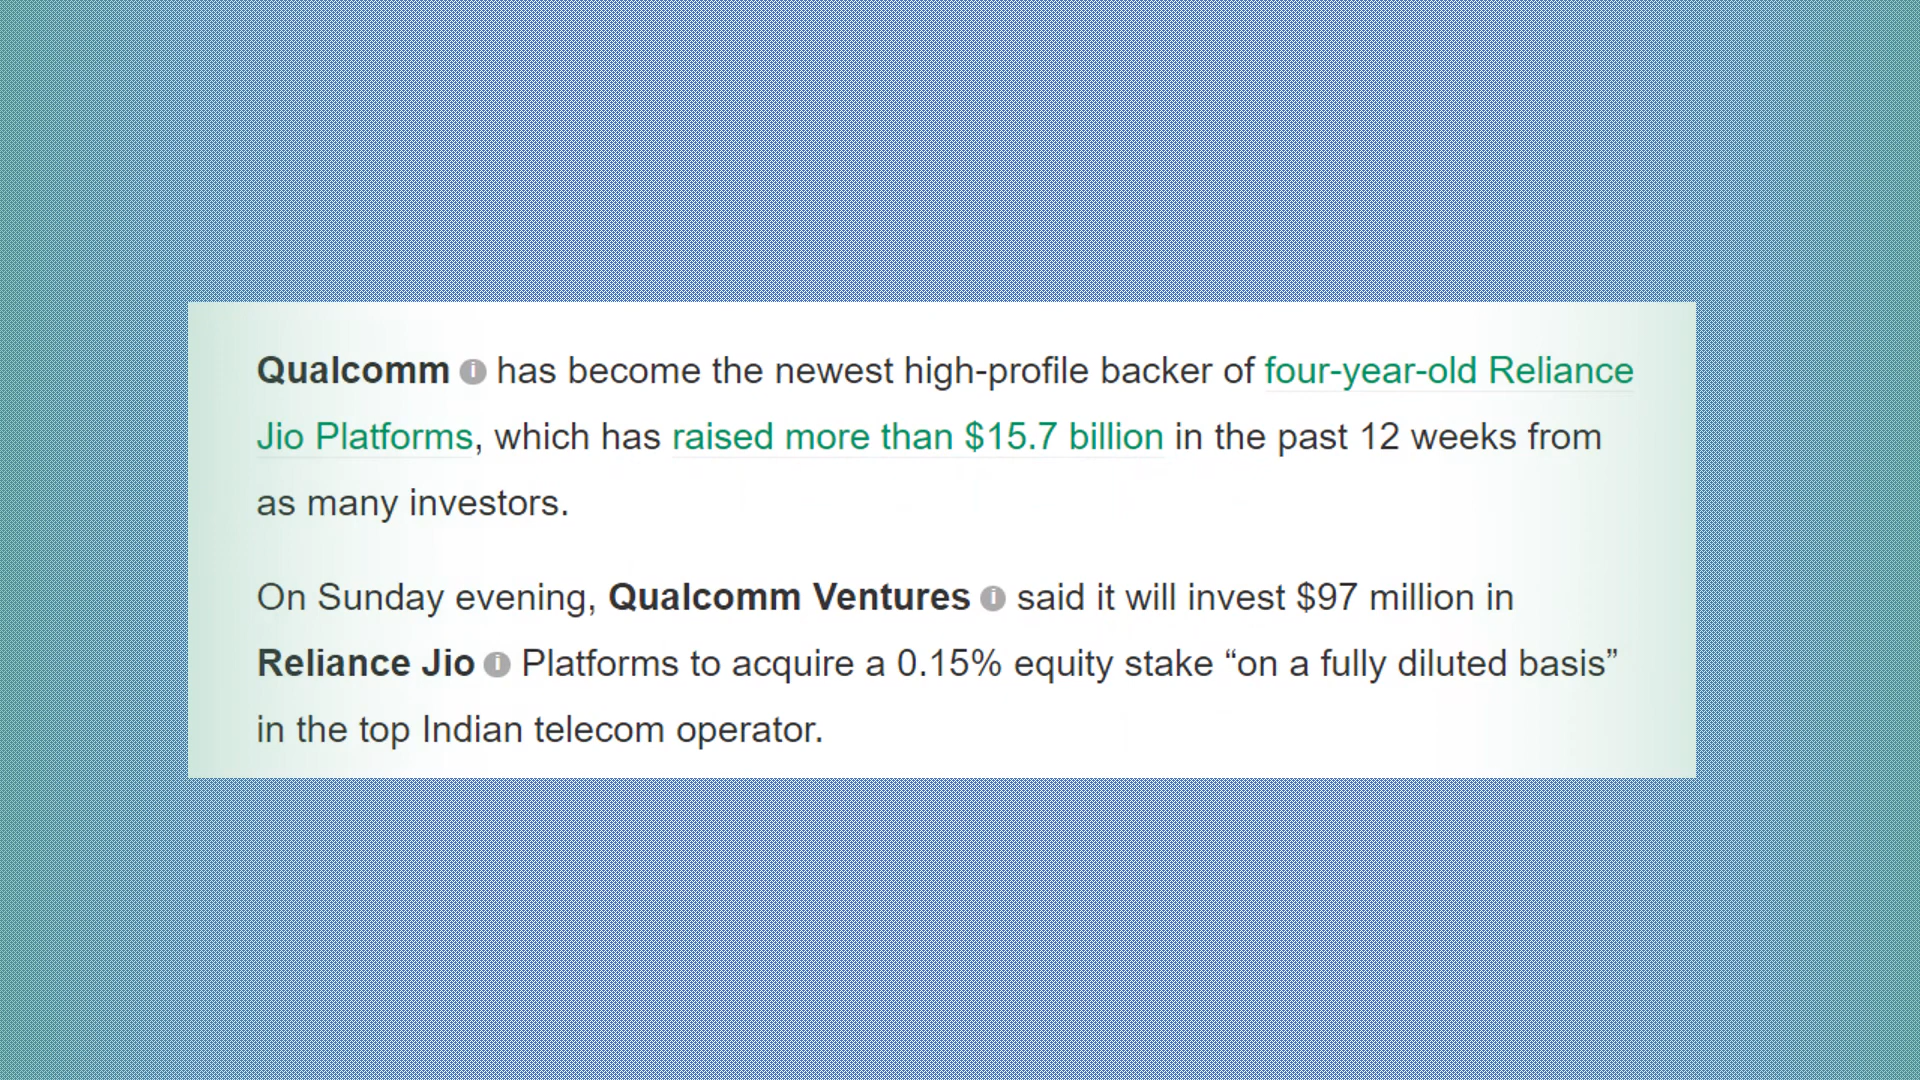 Qualcomm i has become the newest high-profile backer of four-year-old Reliance
Jio Platforms, which has raised more than $15.7 billion in the past 12 weeks from
as many investors.
On Sunday evening, Qualcomm Ventures i said it will invest $97 million in
Reliance Jio i Platforms to acquire a 0.15% equity stake “on a fully diluted basis”
in the top Indian telecom operator.